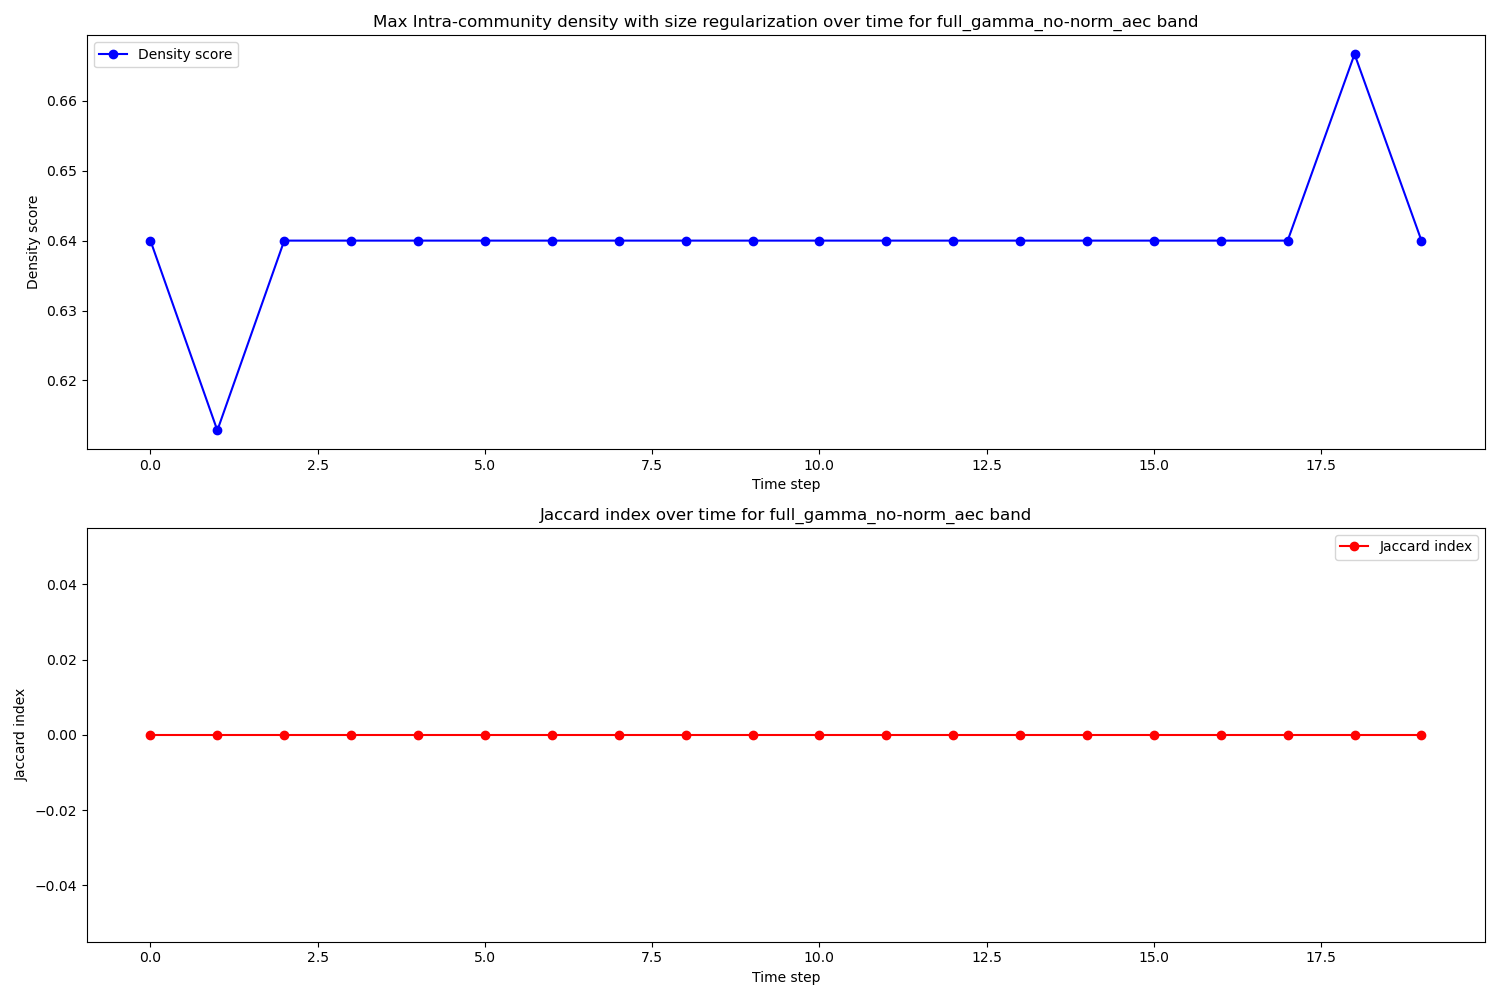 Max Intra-community density with size regularization over time for full_gamma_no-norm_aec band
Density score
0.66
0.65
0.64
0.63
0.62
Density score
0.0 2.5 5.0 7.5 10.0 12.5 15.0 17.5
Time step
Jaccard index over time for full_gamma_no-norm_aec band
Jaccard index
0.04
0.02
0.00
−0.02
−0.04
Jaccard index
0.0 2.5 5.0 7.5 10.0 12.5 15.0 17.5
Time step